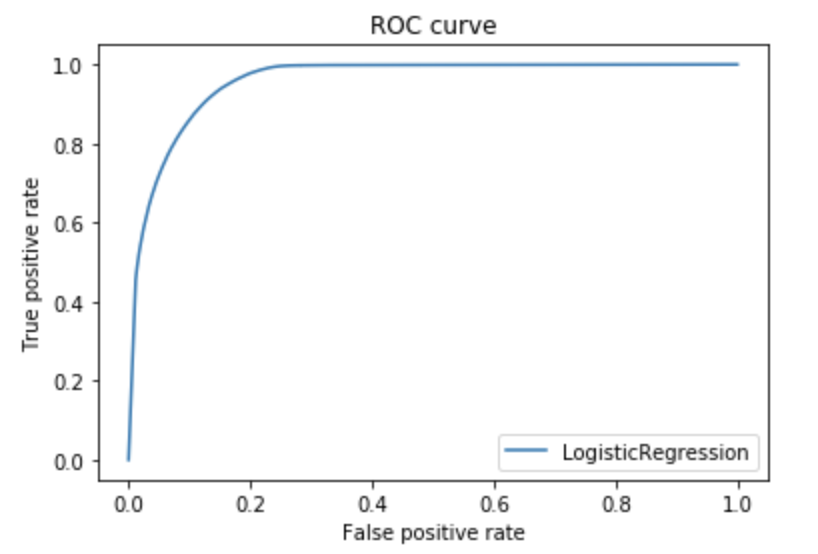 ROC curve
1.0
0.8
0.6
0.4
0.2
0.0
True positive rate
LogisticRegression
0.0 0.2 0.4 0.6 0.8 1.0
False positive rate